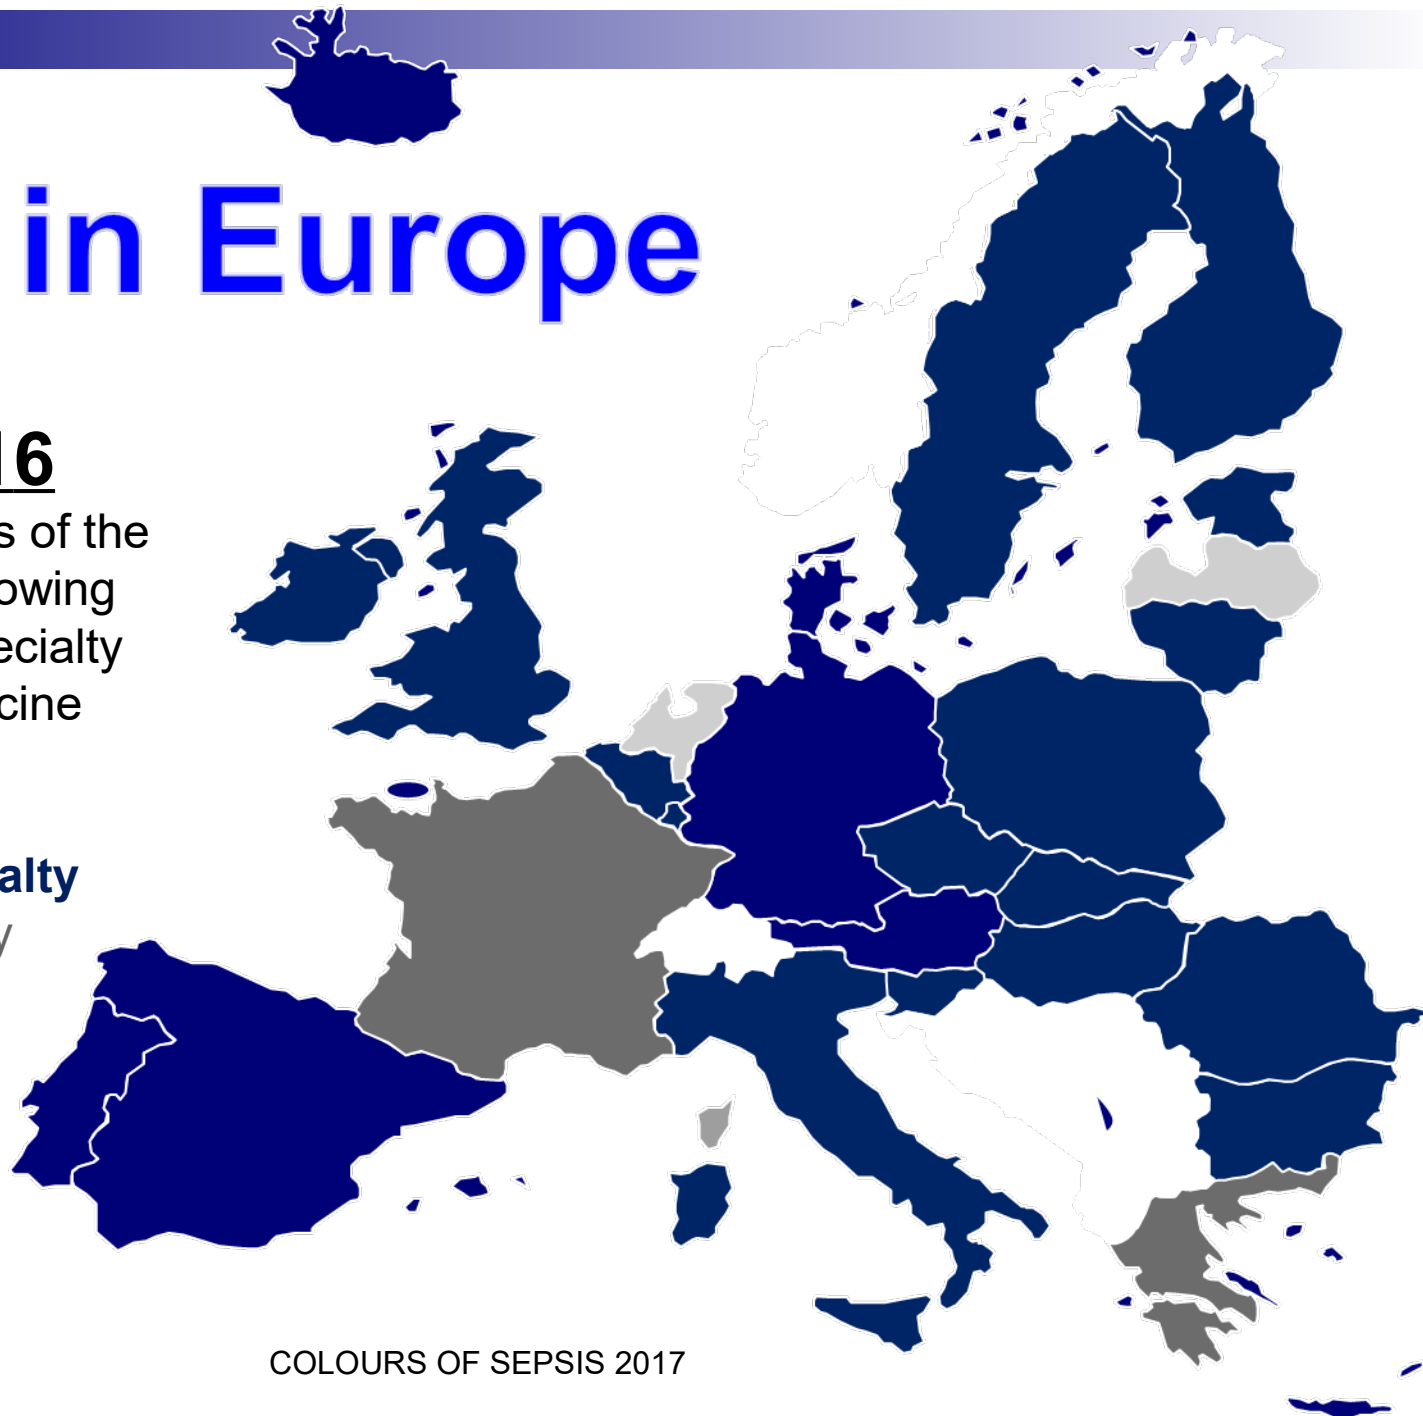 in Europe
16
s of the
owing
ecialty
cine
alty
y
COLOURS OF SEPSIS 2017